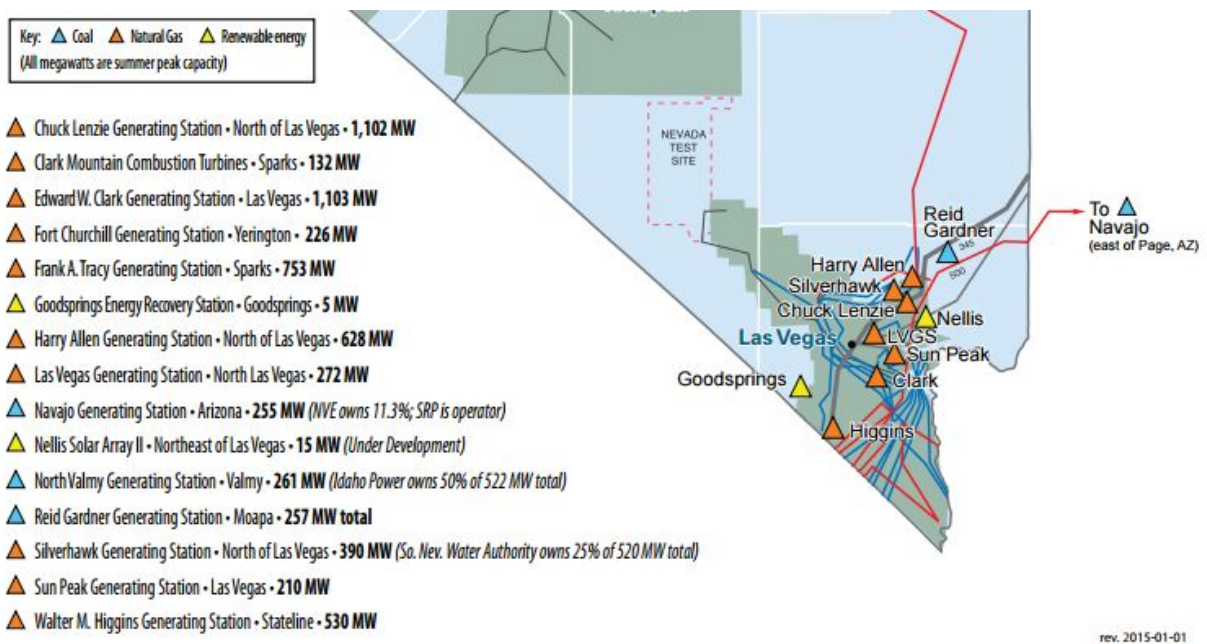 Key: Coal Natural Gas Renewable energy
(All megawatts are summer peak capacity)
Chuck Lenzie Generating Station • North of Las Vegas • 1,102 MW
Clark Mountain Combustion Turbines • Sparks • 132 MW
Edward W. Clark Generating Station • Las Vegas • 1,103 MW
Fort Churchill Generating Station • Yerington • 226 MW
Frank A. Tracy Generating Station • Sparks • 753 MW
Goodsprings Energy Recovery Station • Goodsprings • 5 MW
Harry Allen Generating Station • North of Las Vegas • 628 MW
Las Vegas Generating Station • North Las Vegas • 272 MW
Navajo Generating Station • Arizona • 255 MW (NVE owns 11.3%; SRP is operator)
Nellis Solar Array II • Northeast of Las Vegas • 15 MW (Under Development)
North Valmy Generating Station • Valmy • 261 MW (Idaho Power owns 50% of 522 MW total)
Reid Gardner Generating Station • Moapa • 257 MW total
Silverhawk Generating Station • North of Las Vegas • 390 MW (So. Nev. Water Authority owns 25% of 520 MW total)
Sun Peak Generating Station • Las Vegas • 210 MW
Walter M. Higgins Generating Station • Stateline • 530 MW
NEVADA
TEST
SITE
Reid
Gardner
345
500
To
Navajo
(east of Page, AZ)
Harry Allen
Silverhawk
Chuck Lenzie
Nellis
Las Vegas
LVGS
Sun Peak
Goodsprings
Clark
Higgins
rev. 2015-01-01